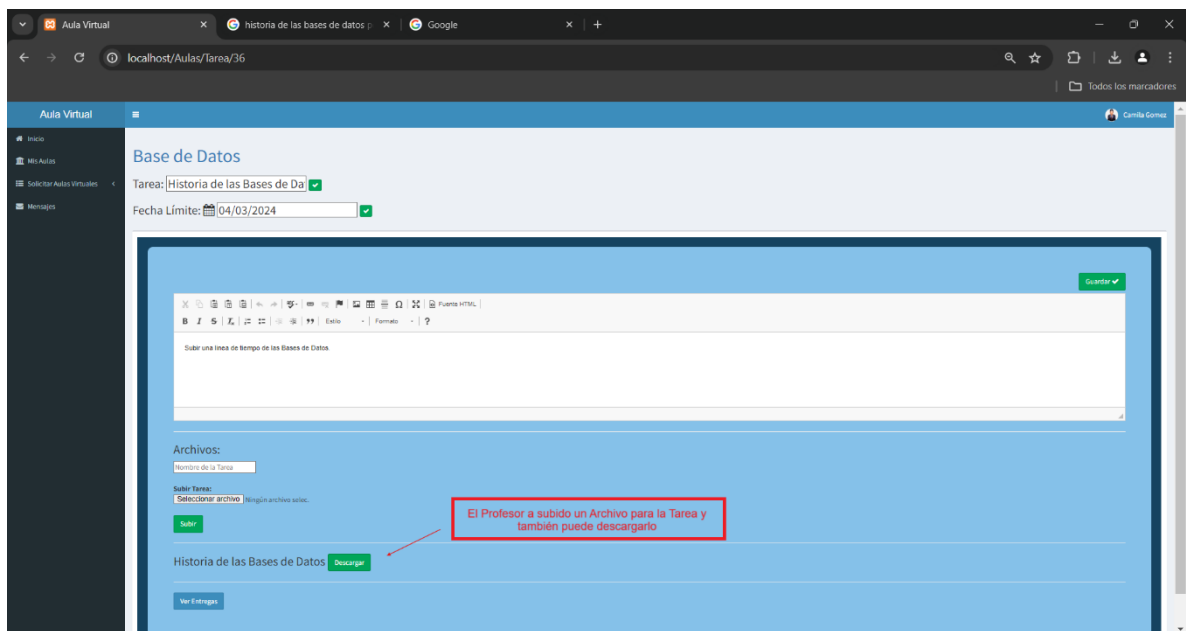 Aula Virtual
historia de las bases de datos p
Google
localhost/Aulas/Tarea/36
Todos los marcadores
Aula Virtual
Camila Gomez
Inicio
Mis Aulas
Solicitar Aulas Virtuales
Mensajes
Base de Datos
Tarea: Historia de las Bases de Da
Fecha Límite: 04/03/2024
Guardar
Fuente HTML
B I S Ix Estilo Formato ?
Subir una linea de tiempo de las Bases de Datos.
Archivos:
Nombre de la Tarea
Subir Tarea:
Seleccionar archivo Ningún archivo selec.
Subir
El Profesor a subido un Archivo para la Tarea y
también puede descargarlo
Historia de las Bases de Datos Descargar
Ver Entregas